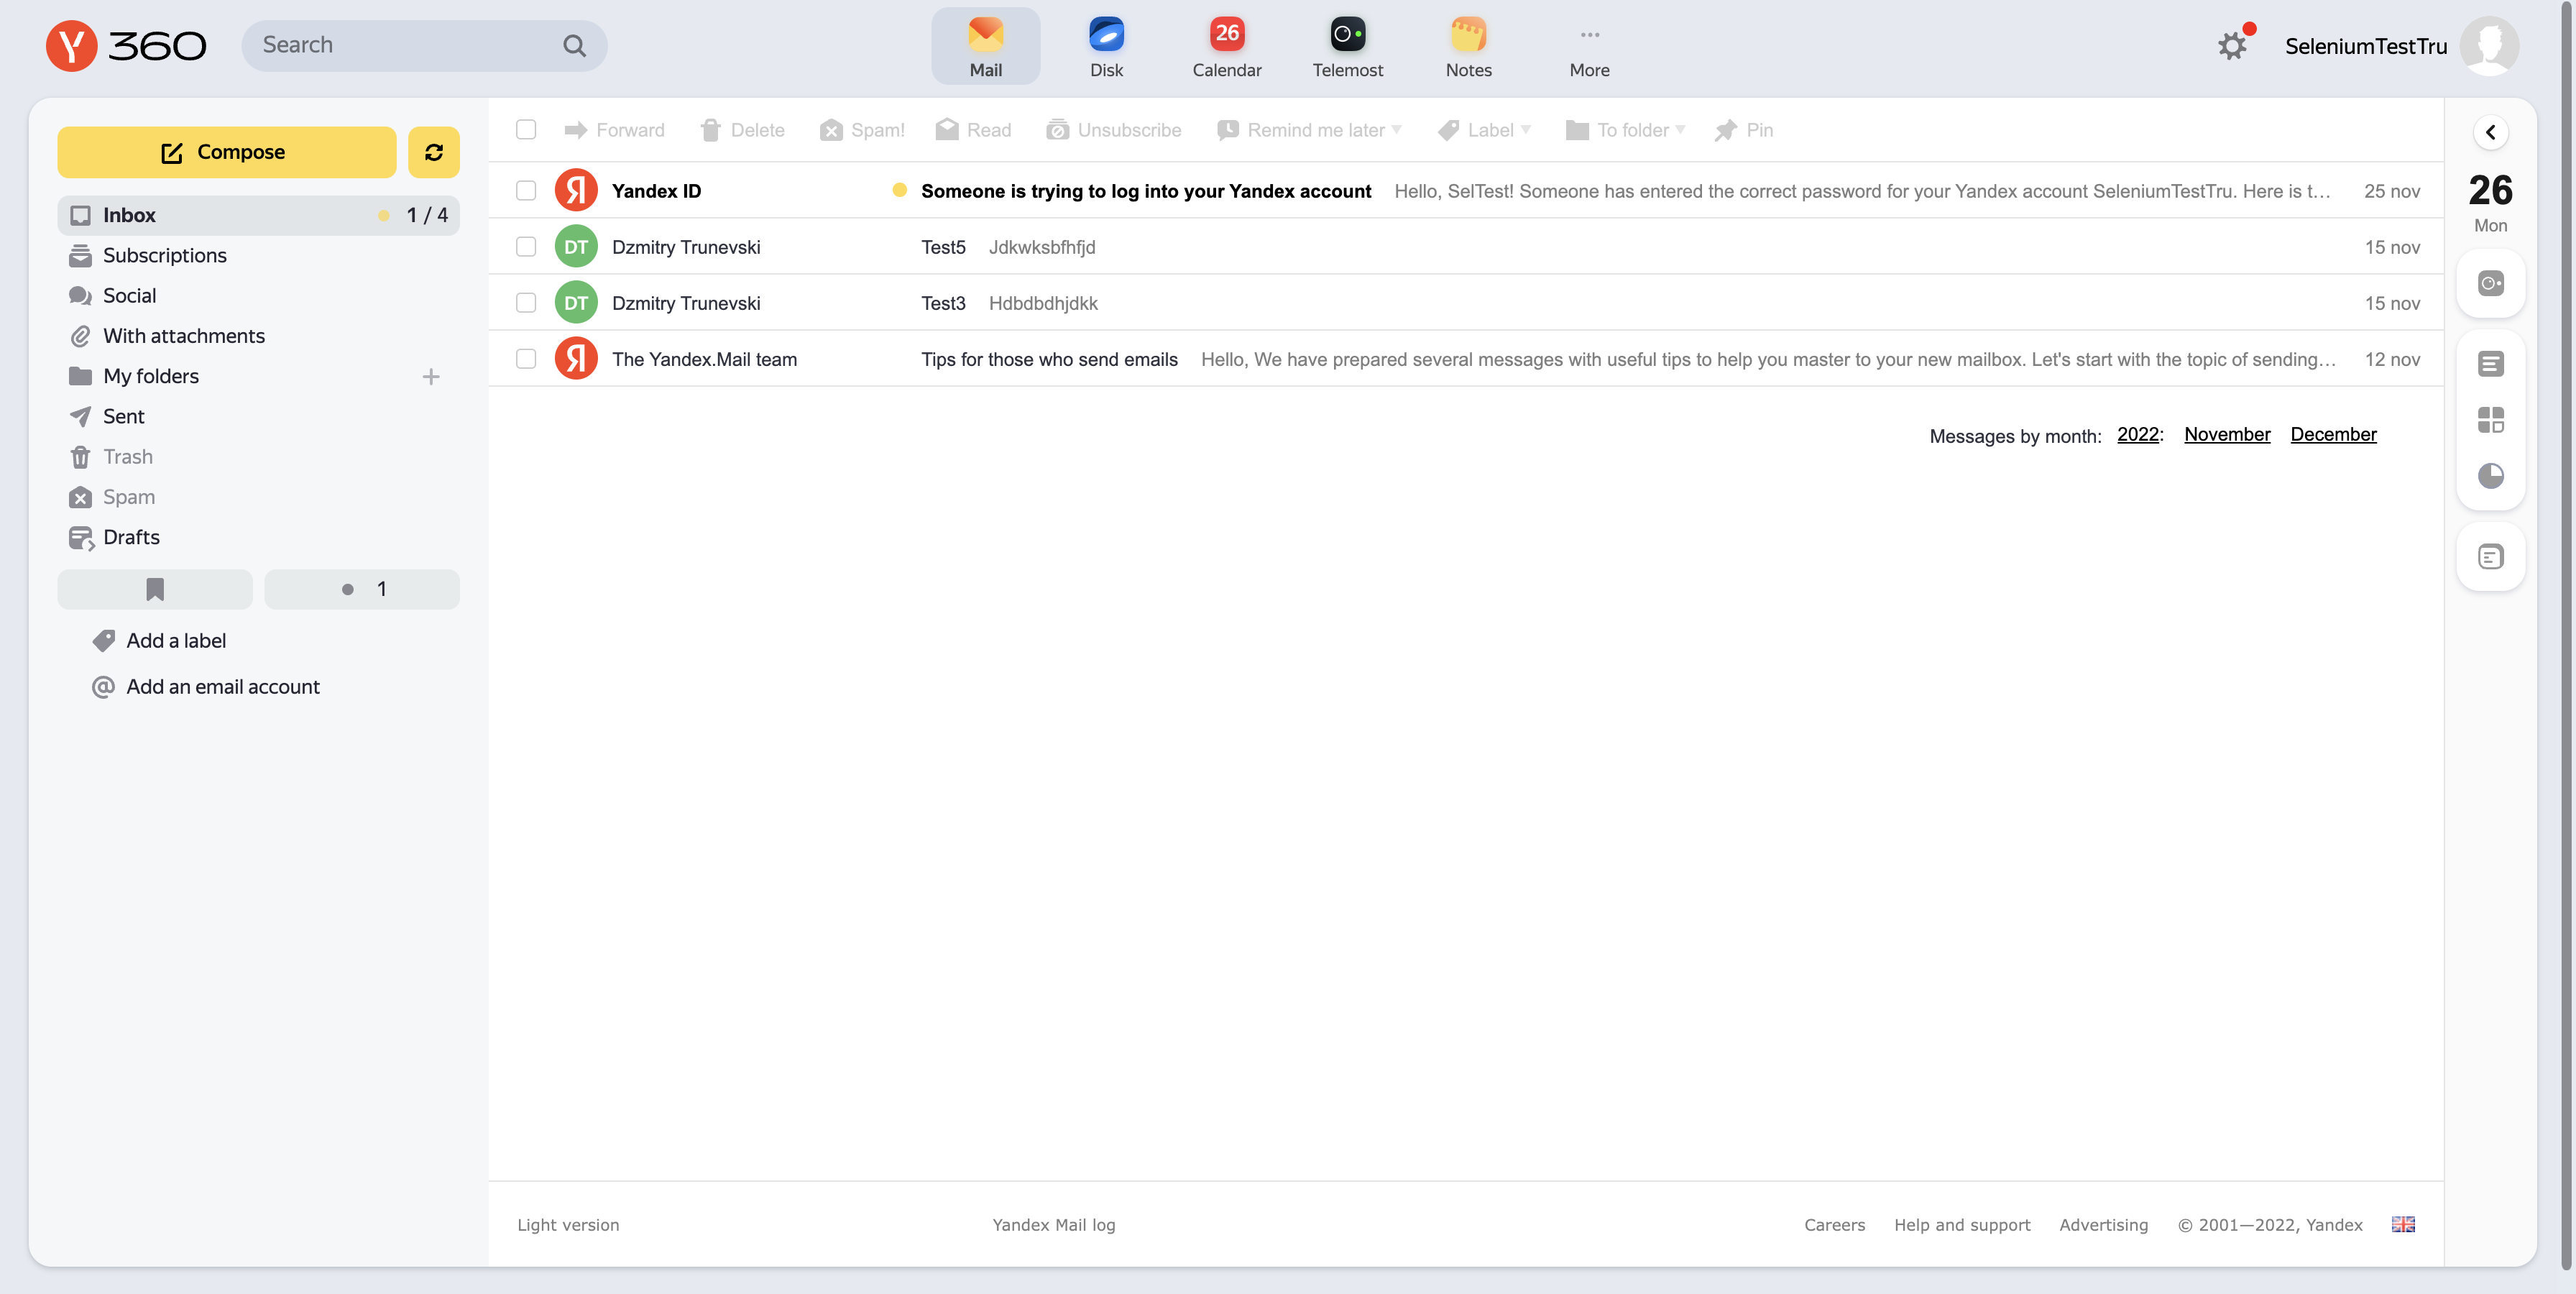 Y 360
Search
Mail
Disk
26
Calendar
Telemost
Notes
More
SeleniumTestTru
Compose
Inbox 1 / 4
Subscriptions
Social
With attachments
My folders
Sent
Trash
Spam
Drafts
1
Add a label
Add an email account
Forward Delete Spam! Read Unsubscribe Remind me later Label To folder Pin
Я Yandex ID Someone is trying to log into your Yandex account Hello, SelTest! Someone has entered the correct password for your Yandex account SeleniumTestTru. Here is t... 25 nov
DT Dzmitry Trunevski Test5 Jdkwksbfhfjd 15 nov
DT Dzmitry Trunevski Test3 Hdbdbdhjdkk 15 nov
Я The Yandex.Mail team Tips for those who send emails Hello, We have prepared several messages with useful tips to help you master to your new mailbox. Let's start with the topic of sending... 12 nov
Messages by month: 2022: November December
26
Mon
Light version Yandex Mail log Careers Help and support Advertising © 2001—2022, Yandex